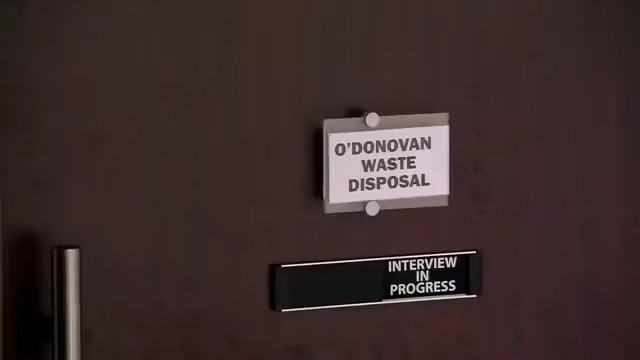 O'DONOVAN
WASTE
DISPOSAL
INTERVIEW
IN
PROGRESS